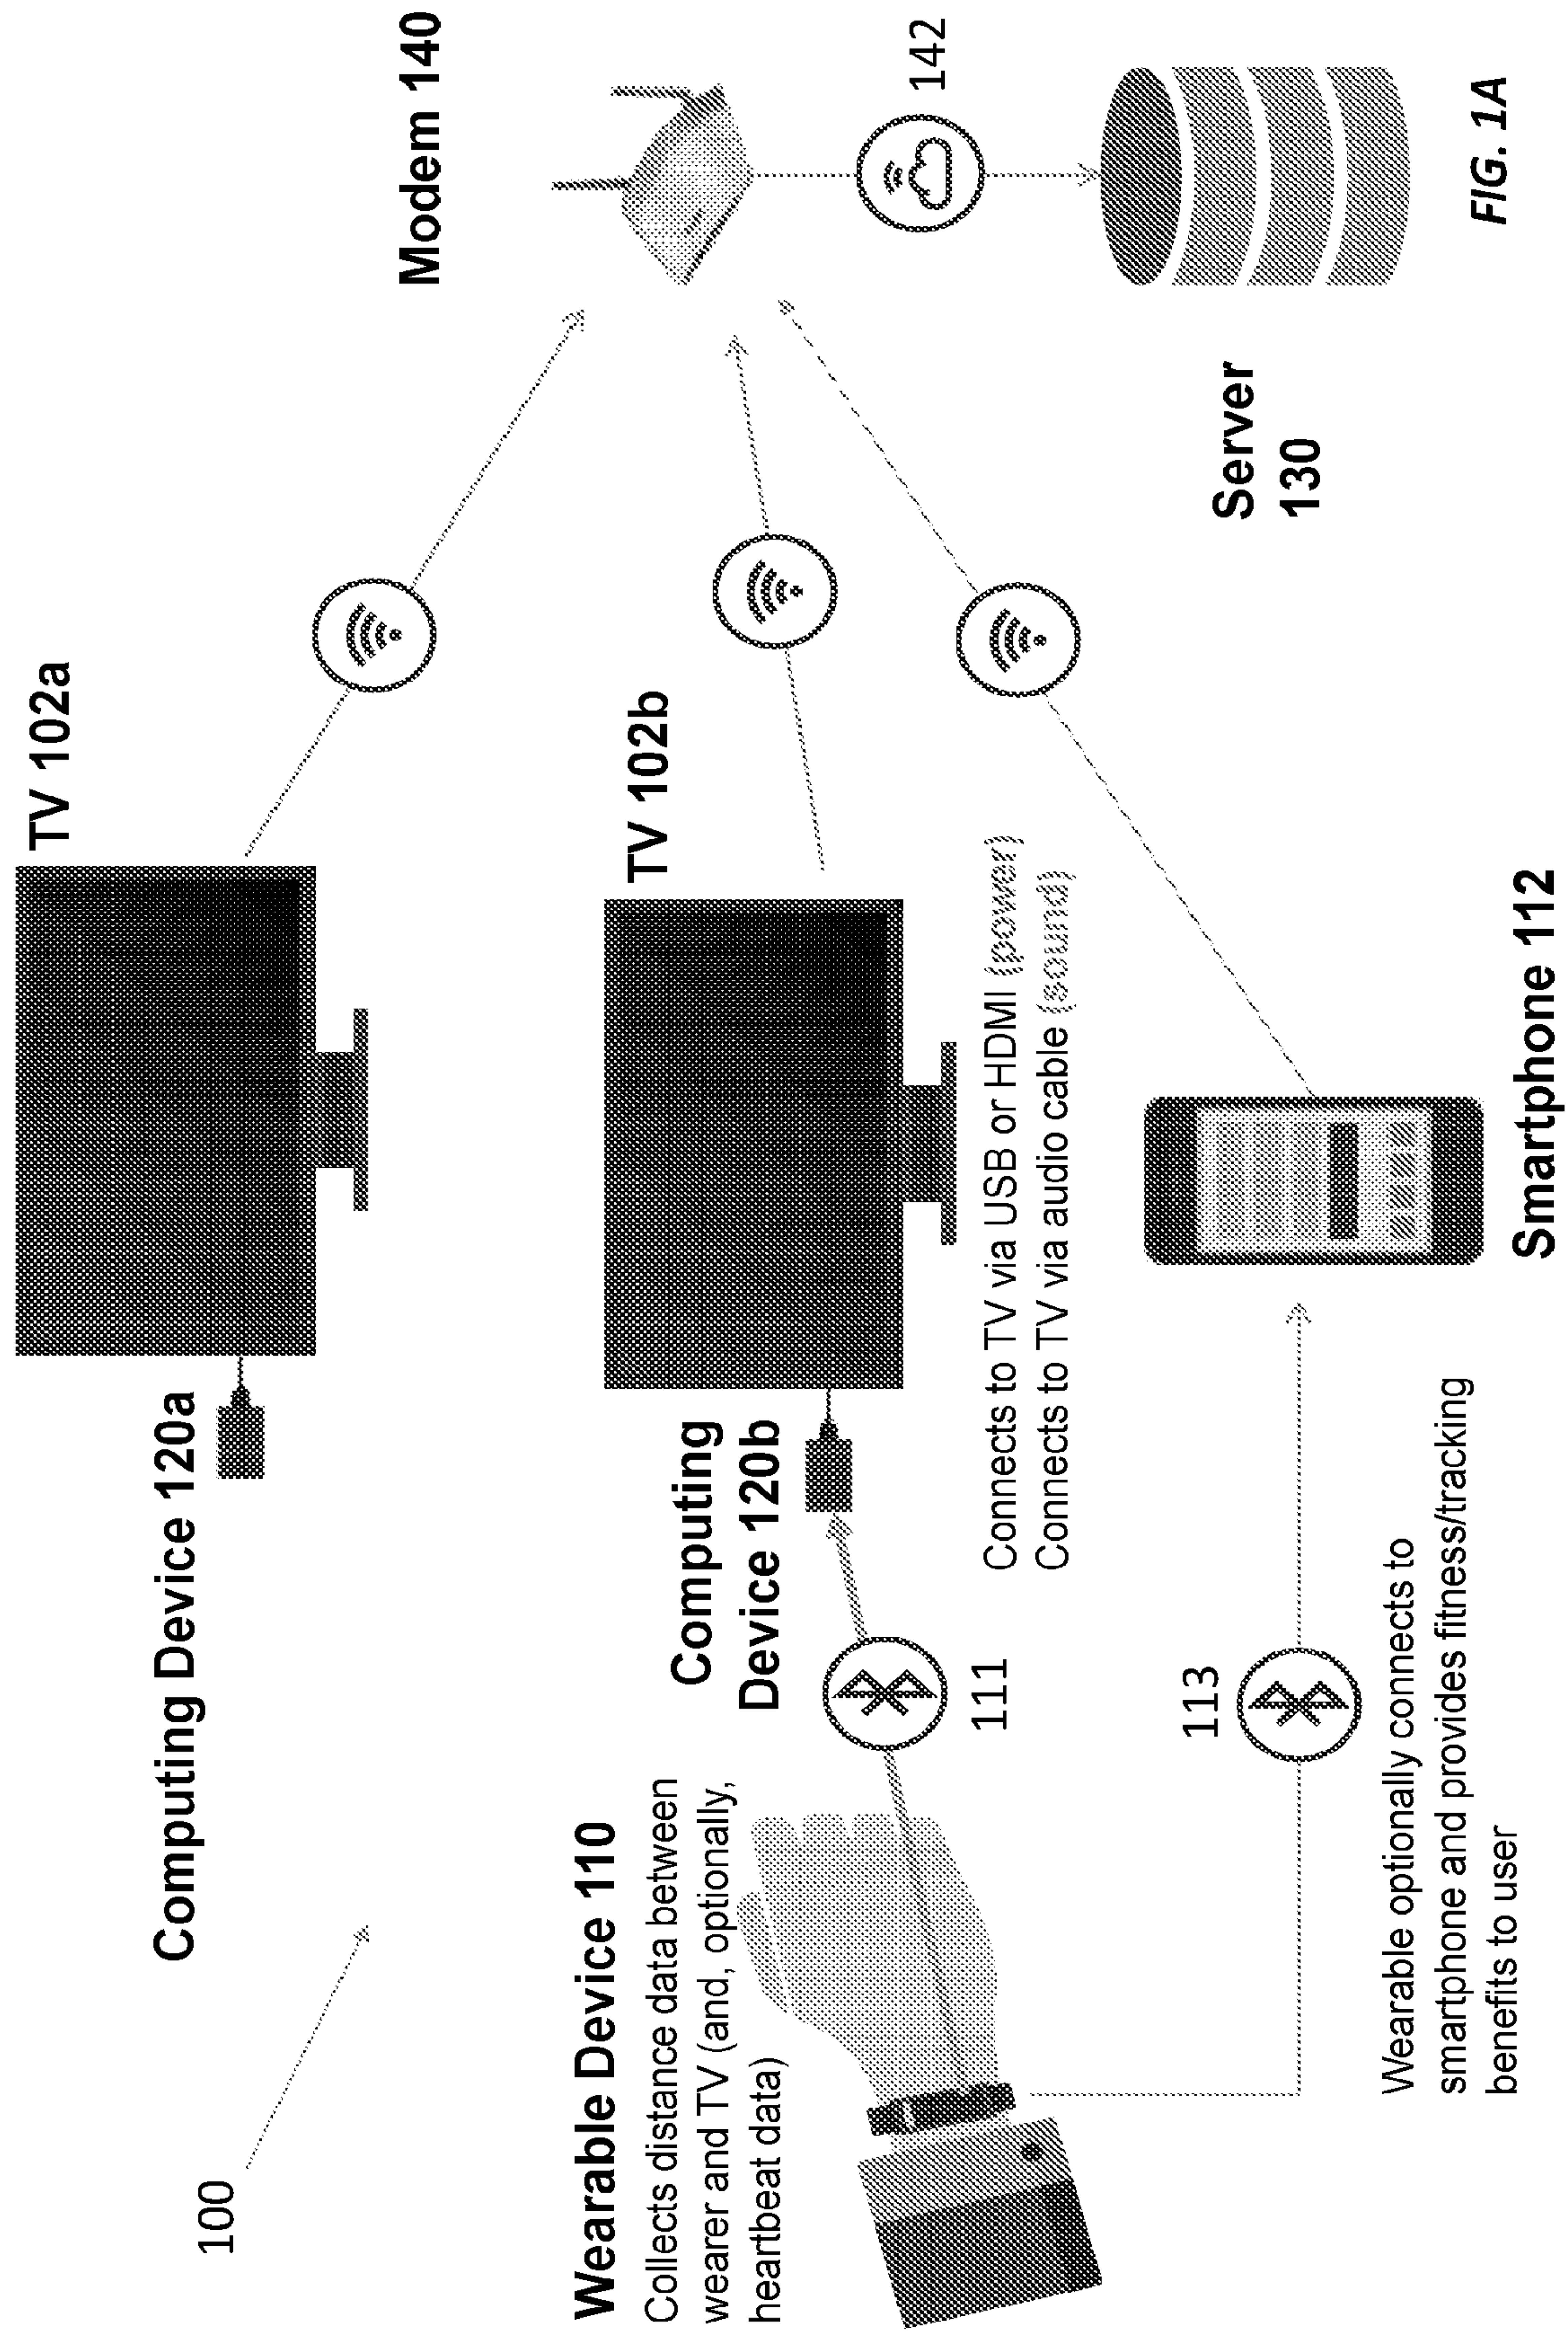 100
Computing Device 120a
TV 102a
Modem 140
Wearable Device 110
Collects distance data between
wearer and TV (and, optionally,
heartbeat data)
Computing
Device 120b
TV 102b
111
142
Connects to TV via USB or HDMI (power)
Connects to TV via audio cable (sound)
113
Server
130
Wearable optionally connects to
smartphone and provides fitness/tracking
benefits to user
Smartphone 112
FIG. 1A